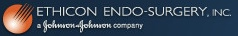 ETHICON ENDO-SURGERY, INC.
a Johnson & Johnson company